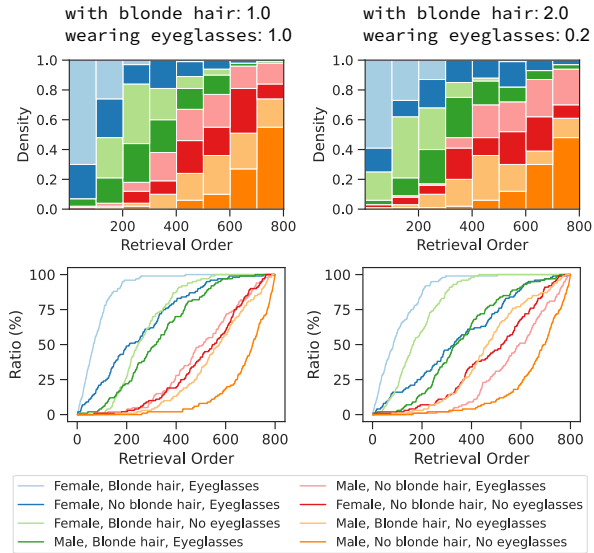 with blonde hair: 1.0
wearing eyeglasses: 1.0
with blonde hair: 2.0
wearing eyeglasses: 0.2
1.0
0.8
0.6
0.4
0.2
0.0
Density
200 400 600 800
Retrieval Order
1.0
0.8
0.6
0.4
0.2
0.0
Density
200 400 600 800
Retrieval Order
100
75
50
25
0
Ratio (%)
0 200 400 600 800
Retrieval Order
100
75
50
25
0
Ratio (%)
0 200 400 600 800
Retrieval Order
Female, Blonde hair, Eyeglasses
Female, No blonde hair, Eyeglasses
Female, Blonde hair, No eyeglasses
Male, Blonde hair, Eyeglasses
Male, No blonde hair, Eyeglasses
Female, No blonde hair, No eyeglasses
Male, Blonde hair, No eyeglasses
Male, No blonde hair, No eyeglasses